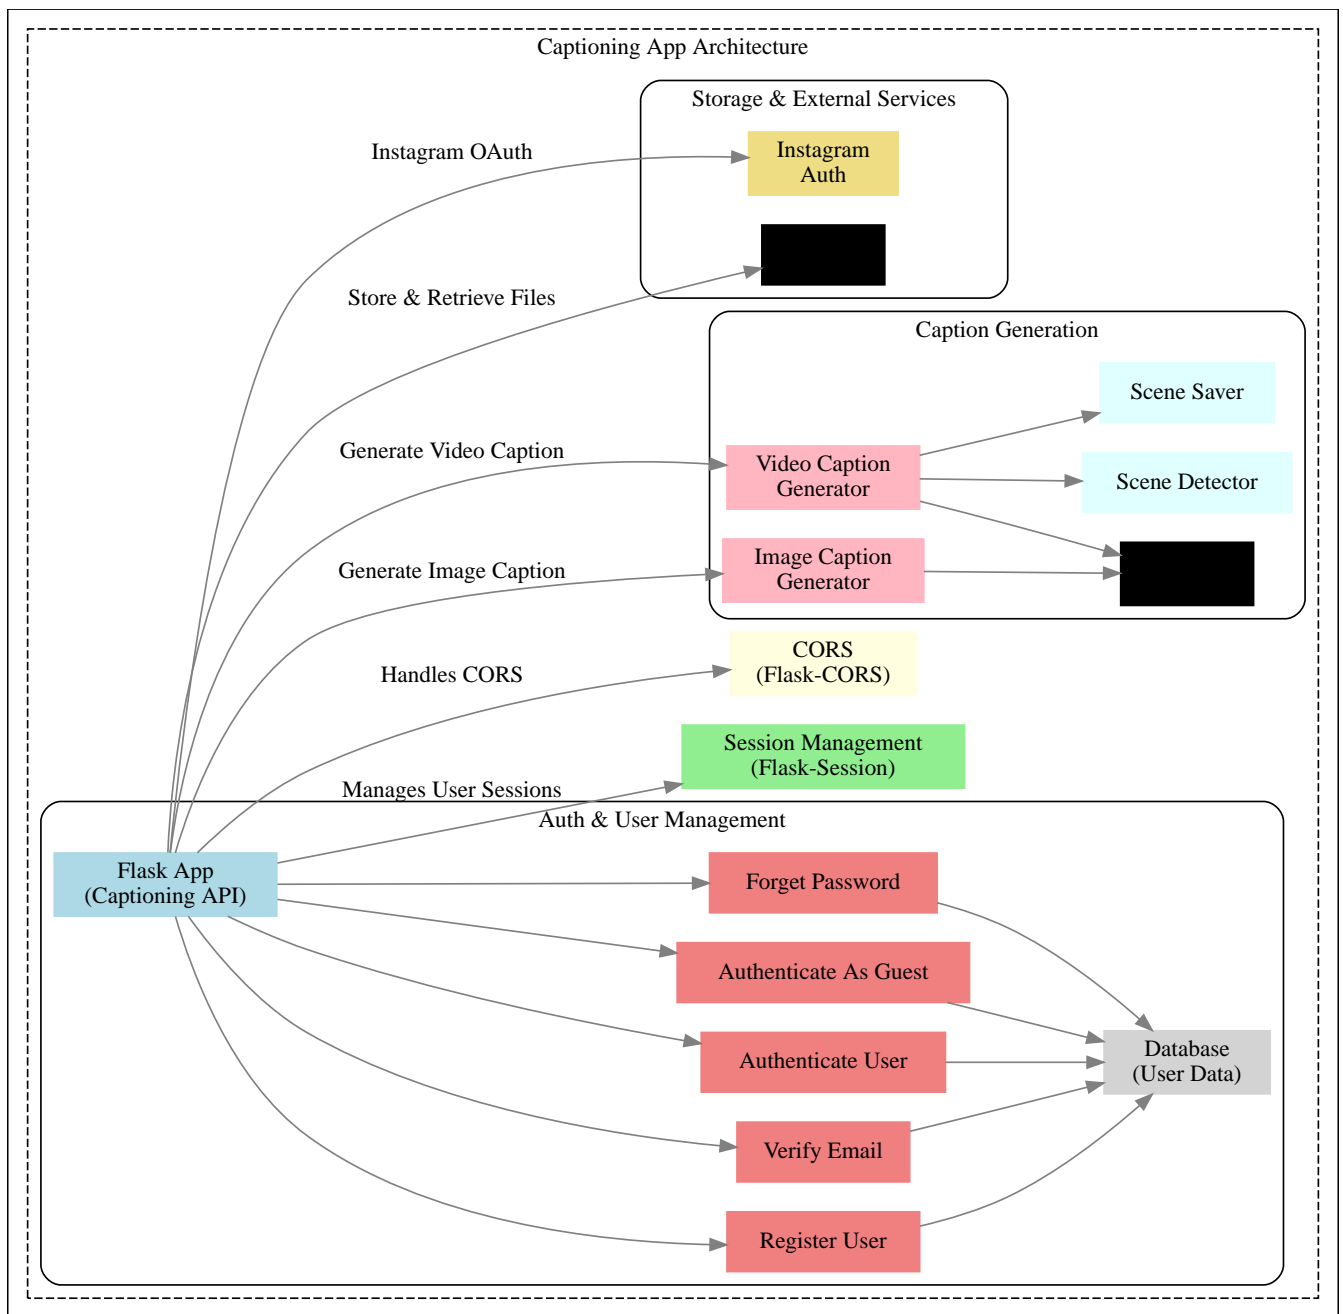 Captioning App Architecture
Storage & External Services
Instagram OAuth
Instagram
Auth
Store & Retrieve Files
Caption Generation
Scene Saver
Generate Video Caption
Video Caption
Generator
Scene Detector
Generate Image Caption
Image Caption
Generator
CORS
(Flask-CORS)
Handles CORS
Session Management
(Flask-Session)
Manages User Sessions
Auth & User Management
Flask App
(Captioning API)
Forget Password
Authenticate As Guest
Authenticate User
Database
(User Data)
Verify Email
Register User